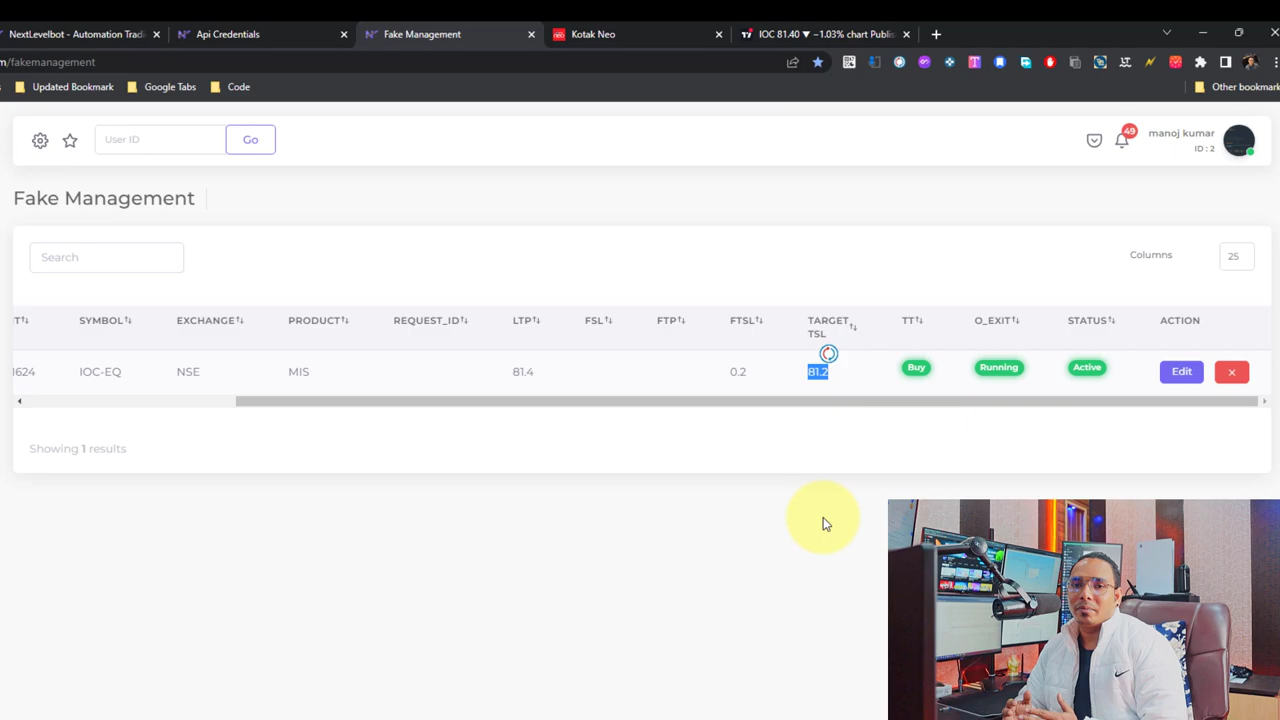 NextLevelbot - Automation Tradi
Api Credentials
Fake Management
Kotak Neo
IOC 81.40 ▼ −1.03% chart Publis
m/fakemanagement
Updated Bookmark
Google Tabs
Code
Other bookmark
User ID
Go
49
manoj kumar
ID : 2
Fake Management
Search
Columns
25
T SYMBOL EXCHANGE PRODUCT REQUEST_ID LTP FSL FTP FTSL TARGET TSL TT O_EXIT STATUS ACTION
1624 IOC-EQ NSE MIS 81.4 0.2 81.2 Buy Running Active Edit ×
Showing 1 results